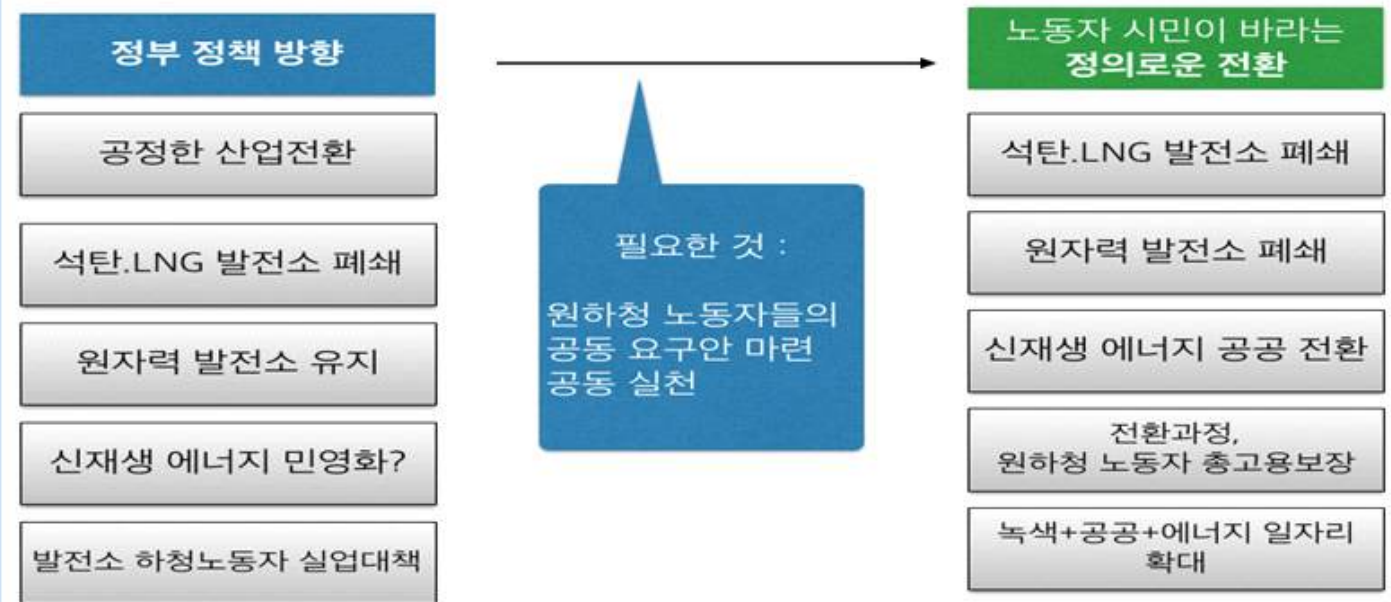 정부 정책 방향
공정한 산업전환
석탄.LNG 발전소 폐쇄
원자력 발전소 유지
신재생 에너지 민영화?
발전소 하청노동자 실업대책
필요한 것 :
원하청 노동자들의
공동 요구안 마련
공동 실천
노동자 시민이 바라는
정의로운 전환
석탄.LNG 발전소 폐쇄
원자력 발전소 폐쇄
신재생 에너지 공공 전환
전환과정,
원하청 노동자 총고용보장
녹색+공공+에너지 일자리
확대